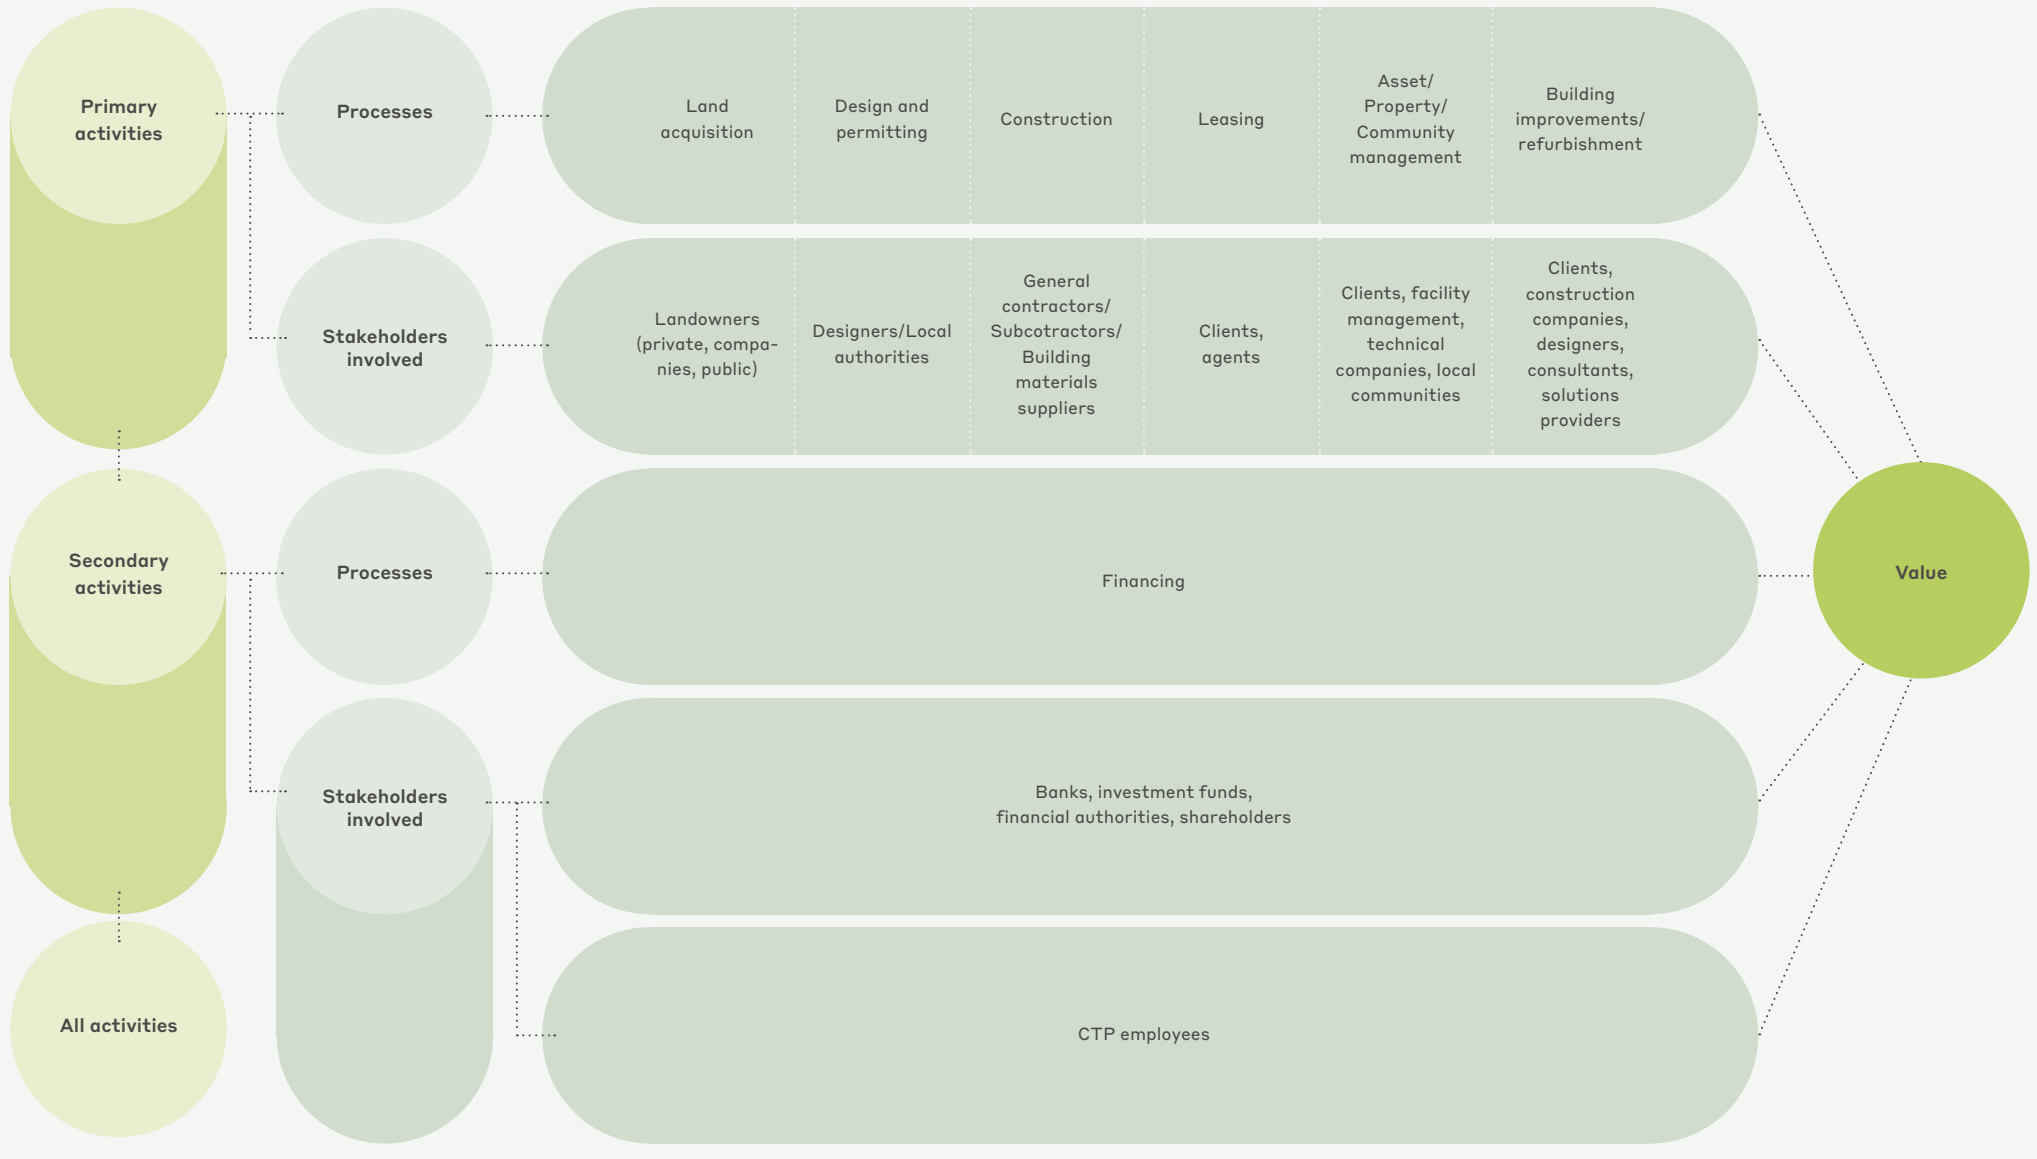 Primary
activities
Processes
Land
acquisition
Design and
permitting
Construction
Leasing
Asset/
Property/
Community
management
Building
improvements/
refurbishment
Stakeholders
involved
Landowners
(private, compa-
nies, public)
Designers/Local
authorities
General
contractors/
Subcotractors/
Building
materials
suppliers
Clients,
agents
Clients, facility
management,
technical
companies, local
communities
Clients,
construction
companies,
designers,
consultants,
solutions
providers
Secondary
activities
Processes
Financing
Value
Stakeholders
involved
Banks, investment funds,
financial authorities, shareholders
All activities
CTP employees